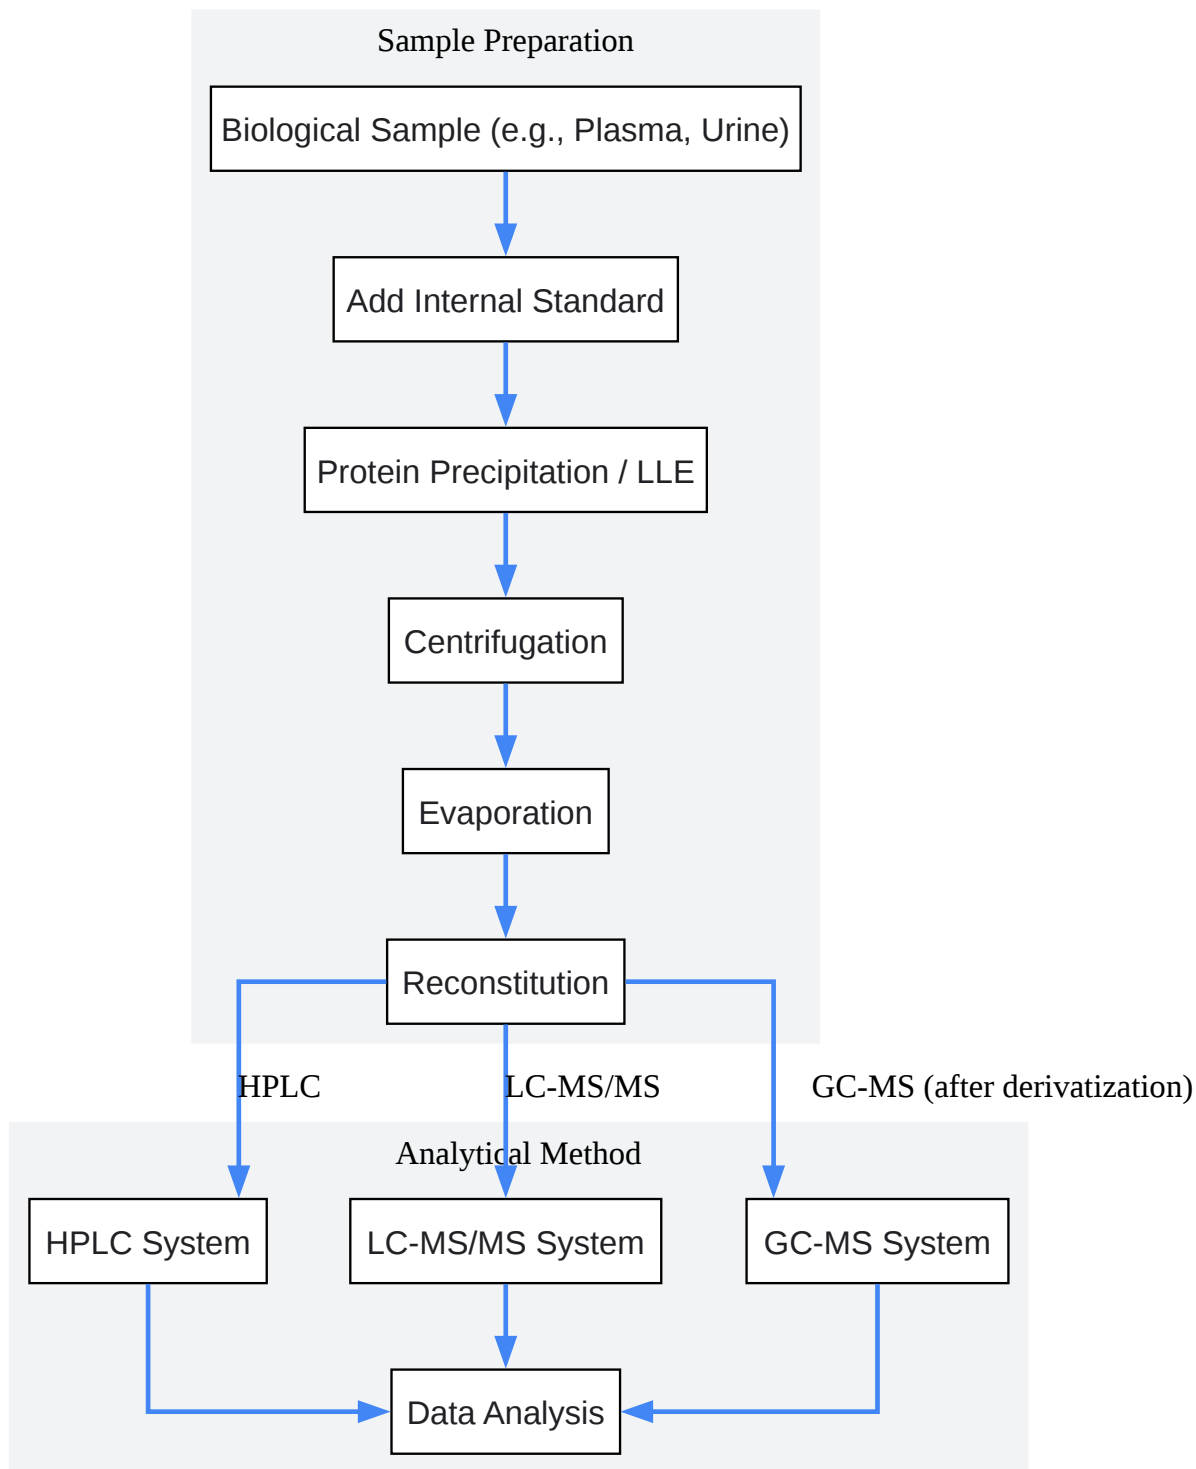 Sample Preparation
Biological Sample (e.g., Plasma, Urine)
Add Internal Standard
Protein Precipitation / LLE
Centrifugation
Evaporation
Reconstitution
HPLC
LC-MS/MS
GC-MS (after derivatization)
Analytical Method
HPLC System
LC-MS/MS System
GC-MS System
Data Analysis